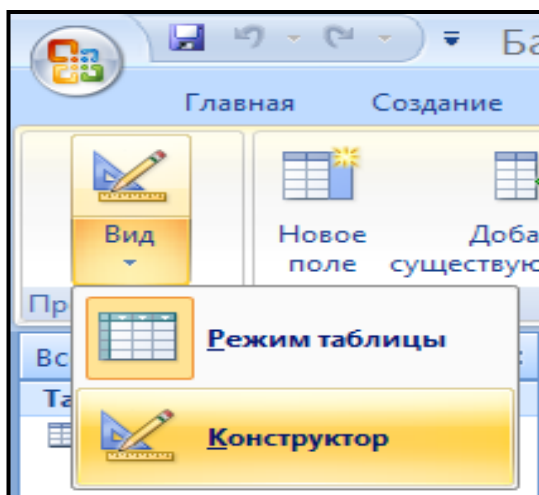 Ба
Главная Создание
Вид
Новое поле
Доба
существую
Пр
Режим таблицы
Вс
Та
Конструктор